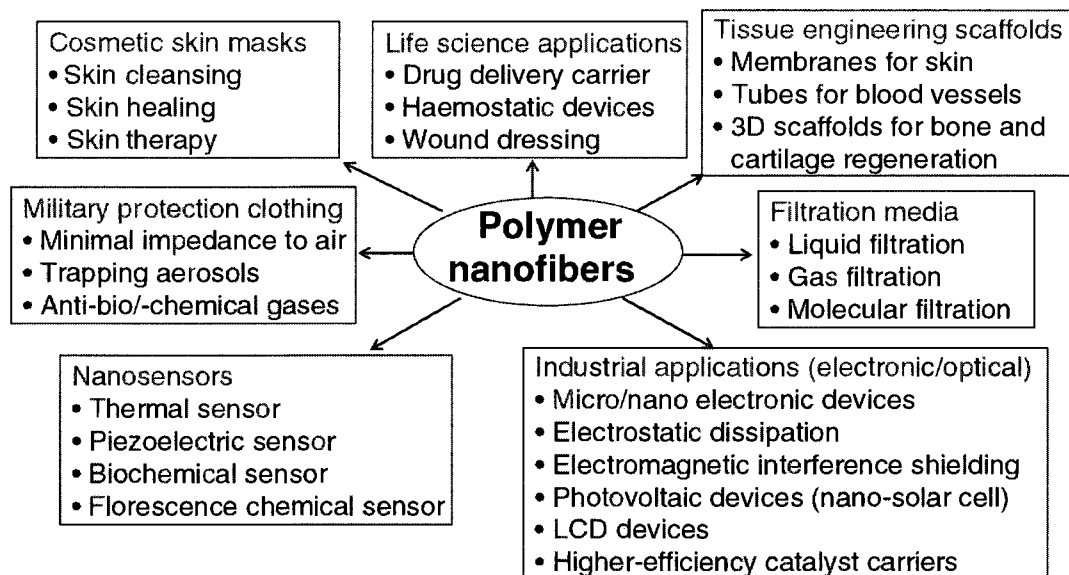 Cosmetic skin masks
• Skin cleansing
• Skin healing
• Skin therapy
Life science applications
• Drug delivery carrier
• Haemostatic devices
• Wound dressing
Tissue engineering scaffolds
• Membranes for skin
• Tubes for blood vessels
• 3D scaffolds for bone and
cartilage regeneration
Military protection clothing
• Minimal impedance to air
• Trapping aerosols
• Anti-bio/-chemical gases
Polymer
nanofibers
Filtration media
• Liquid filtration
• Gas filtration
• Molecular filtration
Nanosensors
• Thermal sensor
• Piezoelectric sensor
• Biochemical sensor
• Florescence chemical sensor
Industrial applications (electronic/optical)
• Micro/nano electronic devices
• Electrostatic dissipation
• Electromagnetic interference shielding
• Photovoltaic devices (nano-solar cell)
• LCD devices
• Higher-efficiency catalyst carriers